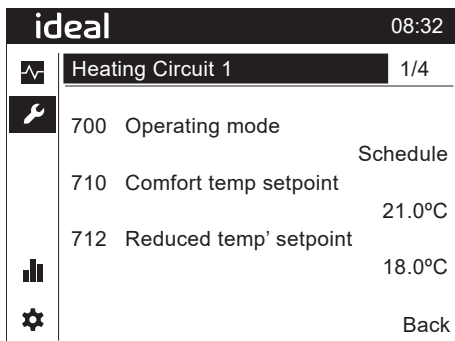 ideal 08:32
Heating Circuit 1 1/4
700 Operating mode
Schedule
710 Comfort temp setpoint
21.0ºC
712 Reduced temp' setpoint
18.0ºC
Back